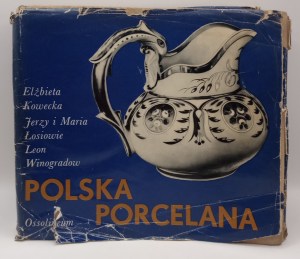 Elżbieta
Kowecka
Jerzy i Maria
Łosiowie
Leon
Winogradow
POLSKA
PORCELANA
Ossolineum